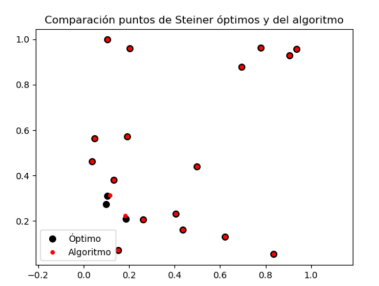 Comparación puntos de Steiner óptimos y del algoritmo
1.0
0.8
0.6
0.4
0.2
Óptimo
Algoritmo
−0.2 0.0 0.2 0.4 0.6 0.8 1.0